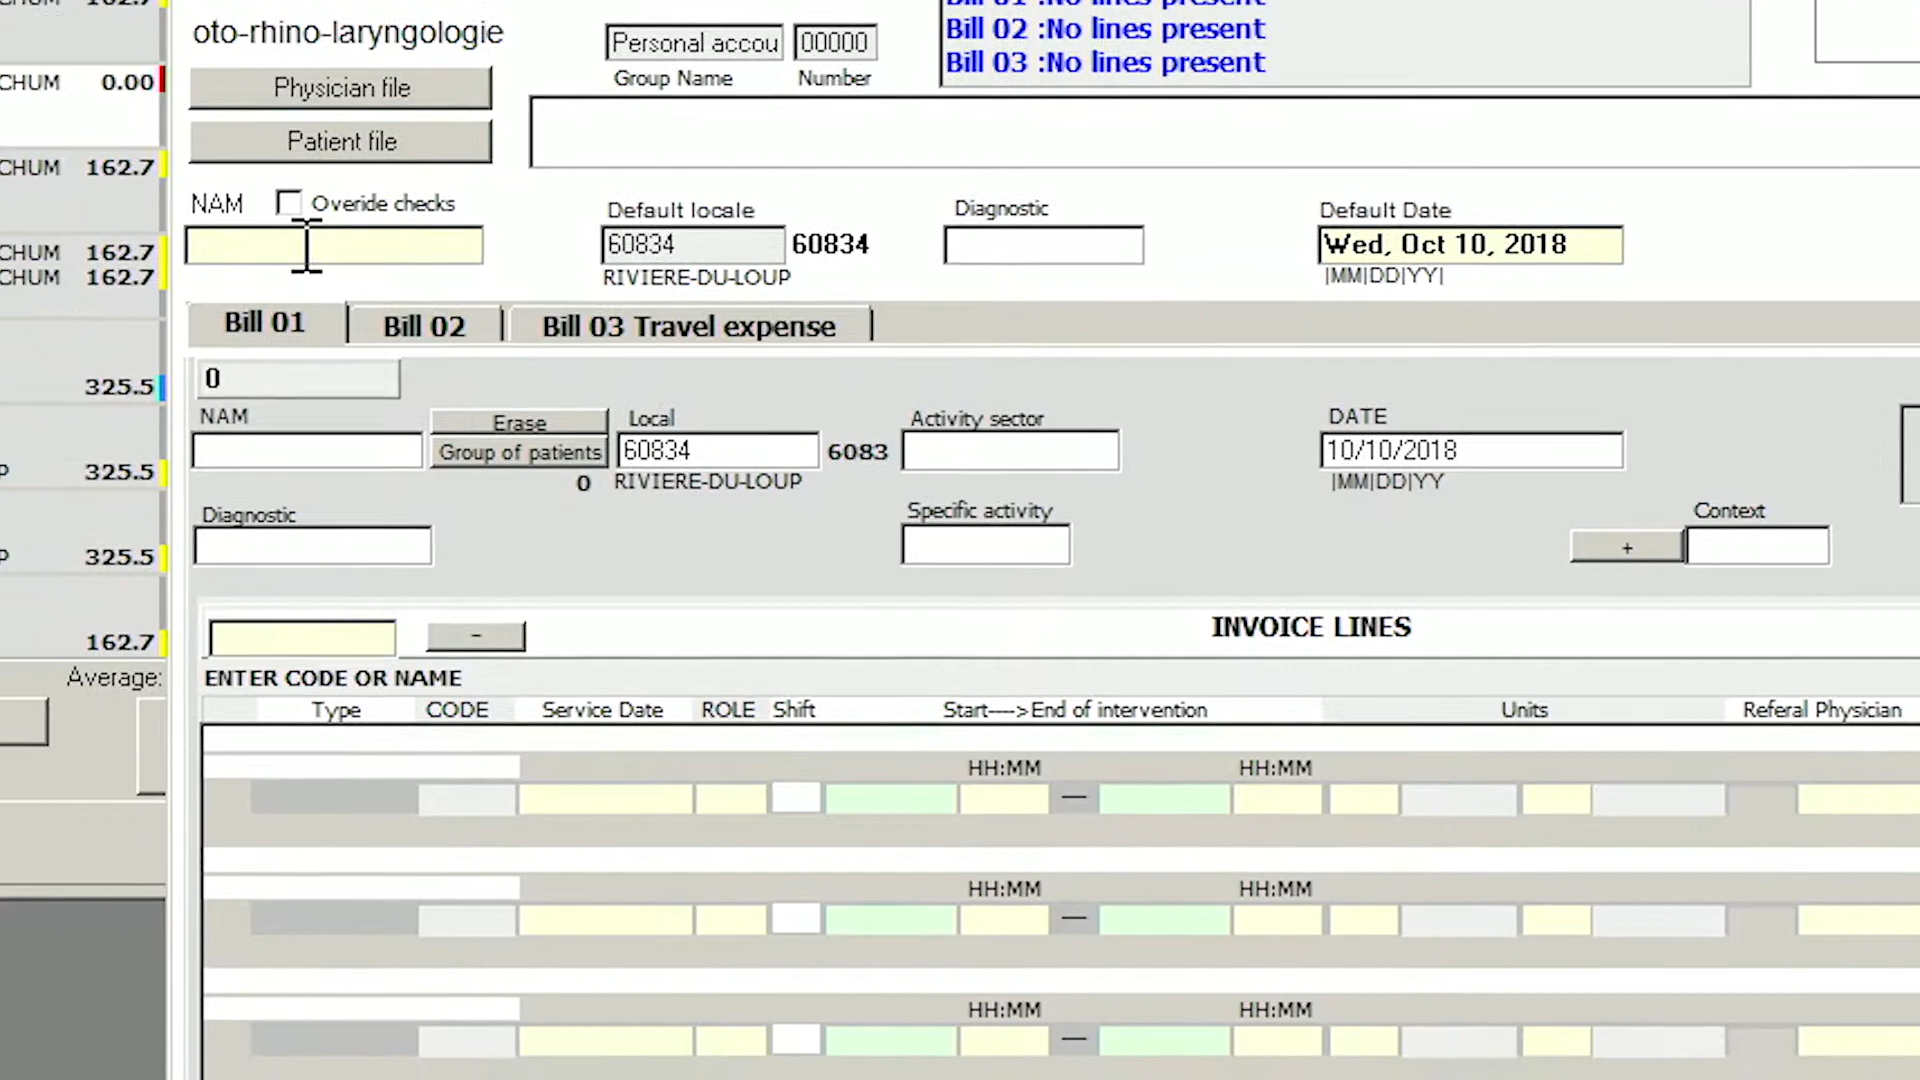 CHUM 0.00
CHUM 162.7
CHUM 162.7
CHUM 162.7
325.5
P 325.5
P 325.5
162.7
Average:
oto-rhino-laryngologie
Physician file
Patient file
Personal accou 00000
Group Name Number
Bill 02 :No lines present
Bill 03 :No lines present
NAM Overide checks
Default locale
60834 60834
RIVIERE-DU-LOUP
Diagnostic
Default Date
Wed, Oct 10, 2018
|MM|DD|YY|
Bill 01 Bill 02 Bill 03 Travel expense
0
NAM Erase Local Activity sector DATE
Group of patients 60834 6083 10/10/2018
0 RIVIERE-DU-LOUP |MM|DD|YY
Diagnostic Specific activity Context
+
- INVOICE LINES
ENTER CODE OR NAME
Type CODE Service Date ROLE Shift Start---->End of intervention Units Referal Physician
HH:MM HH:MM
—
HH:MM HH:MM
—
HH:MM HH:MM
—